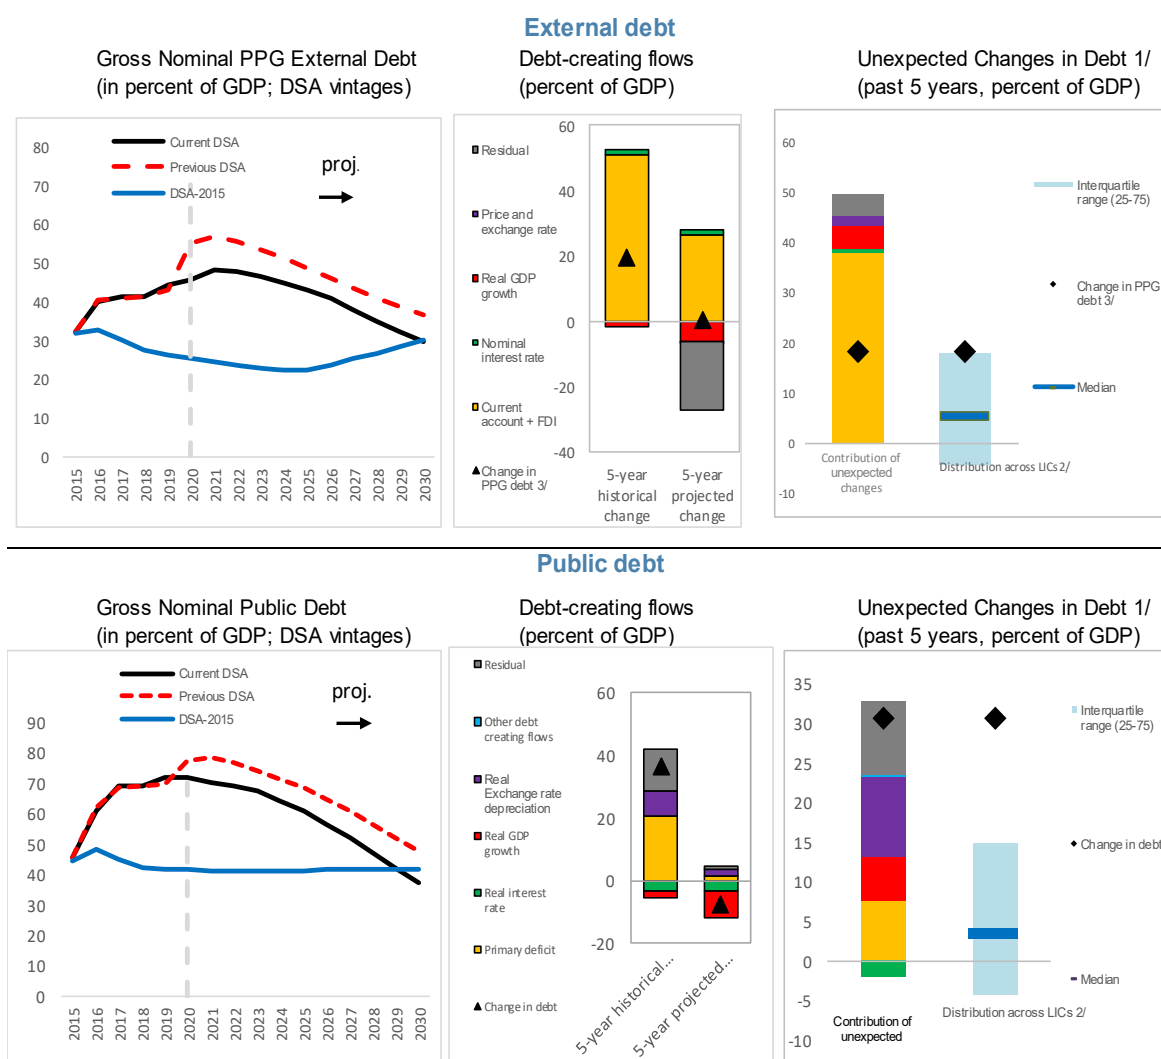 External debt
Gross Nominal PPG External Debt
(in percent of GDP; DSA vintages)
Current DSA
Previous DSA
DSA-2015
proj.
80
70
60
50
40
30
20
10
0
2015
2016
2017
2018
2019
2020
2021
2022
2023
2024
2025
2026
2027
2028
2029
2030
Debt-creating flows
(percent of GDP)
Residual
Price and
exchange rate
Real GDP
growth
Nominal
interest rate
Current
account + FDI
Change in
PPG debt 3/
60
40
20
0
-20
-40
5-year
historical
change
5-year
projected
change
Unexpected Changes in Debt 1/
(past 5 years, percent of GDP)
60
50
40
30
20
10
0
-10
Contribution of
unexpected
changes
Distribution across LICs 2/
Interquartile
range (25-75)
Change in PPG
debt 3/
Median
Public debt
Gross Nominal Public Debt
(in percent of GDP; DSA vintages)
Current DSA
Previous DSA
DSA-2015
proj.
90
80
70
60
50
40
30
20
10
0
2015
2016
2017
2018
2019
2020
2021
2022
2023
2024
2025
2026
2027
2028
2029
2030
Debt-creating flows
(percent of GDP)
Residual
Other debt
creating flows
Real
Exchange rate
depreciation
Real GDP
growth
Real interest
rate
Primary deficit
Change in debt
60
40
20
0
-20
5-year historical...
5-year projected...
Unexpected Changes in Debt 1/
(past 5 years, percent of GDP)
35
30
25
20
15
10
5
0
-5
-10
Contribution of
unexpected
Distribution across LICs 2/
Interquartile
range (25-75)
Change in debt
Median